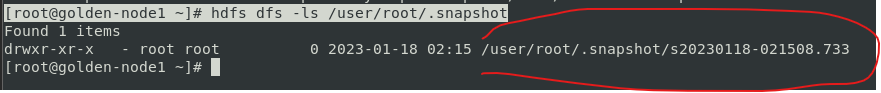 [root@golden-node1 ~]# hdfs dfs -ls /user/root/.snapshot
Found 1 items
drwxr-xr-x   - root root          0 2023-01-18 02:15 /user/root/.snapshot/s20230118-021508.733
[root@golden-node1 ~]#